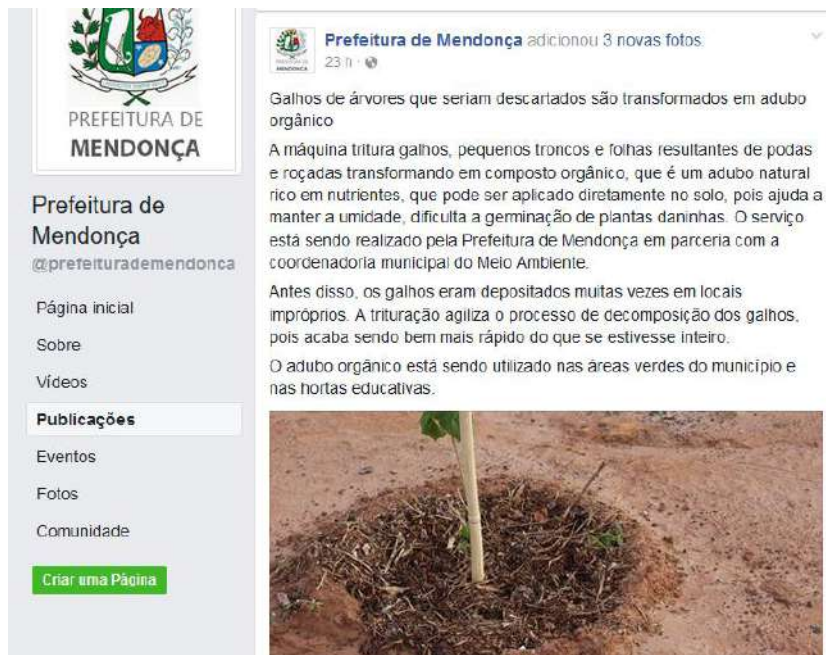 PREFEITURA DE
MENDONÇA
Prefeitura de
Mendonça
@prefeiturademendonca
Página inicial
Sobre
Vídeos
Publicações
Eventos
Fotos
Comunidade
Criar uma Página
Prefeitura de Mendonça adicionou 3 novas fotos.
23 h
Galhos de árvores que seriam descartados são transformados em adubo
orgânico
A máquina tritura galhos, pequenos troncos e folhas resultantes de podas
e roçadas transformando em composto orgânico, que é um adubo natural
rico em nutrientes, que pode ser aplicado diretamente no solo, pois ajuda a
manter a umidade, dificulta a germinação de plantas daninhas. O serviço
está sendo realizado pela Prefeitura de Mendonça em parceria com a
coordenadoria municipal do Meio Ambiente.
Antes disso, os galhos eram depositados muitas vezes em locais
impróprios. A trituração agiliza o processo de decomposição dos galhos,
pois acaba sendo bem mais rápido do que se estivesse inteiro.
O adubo orgânico está sendo utilizado nas áreas verdes do município e
nas hortas educativas.